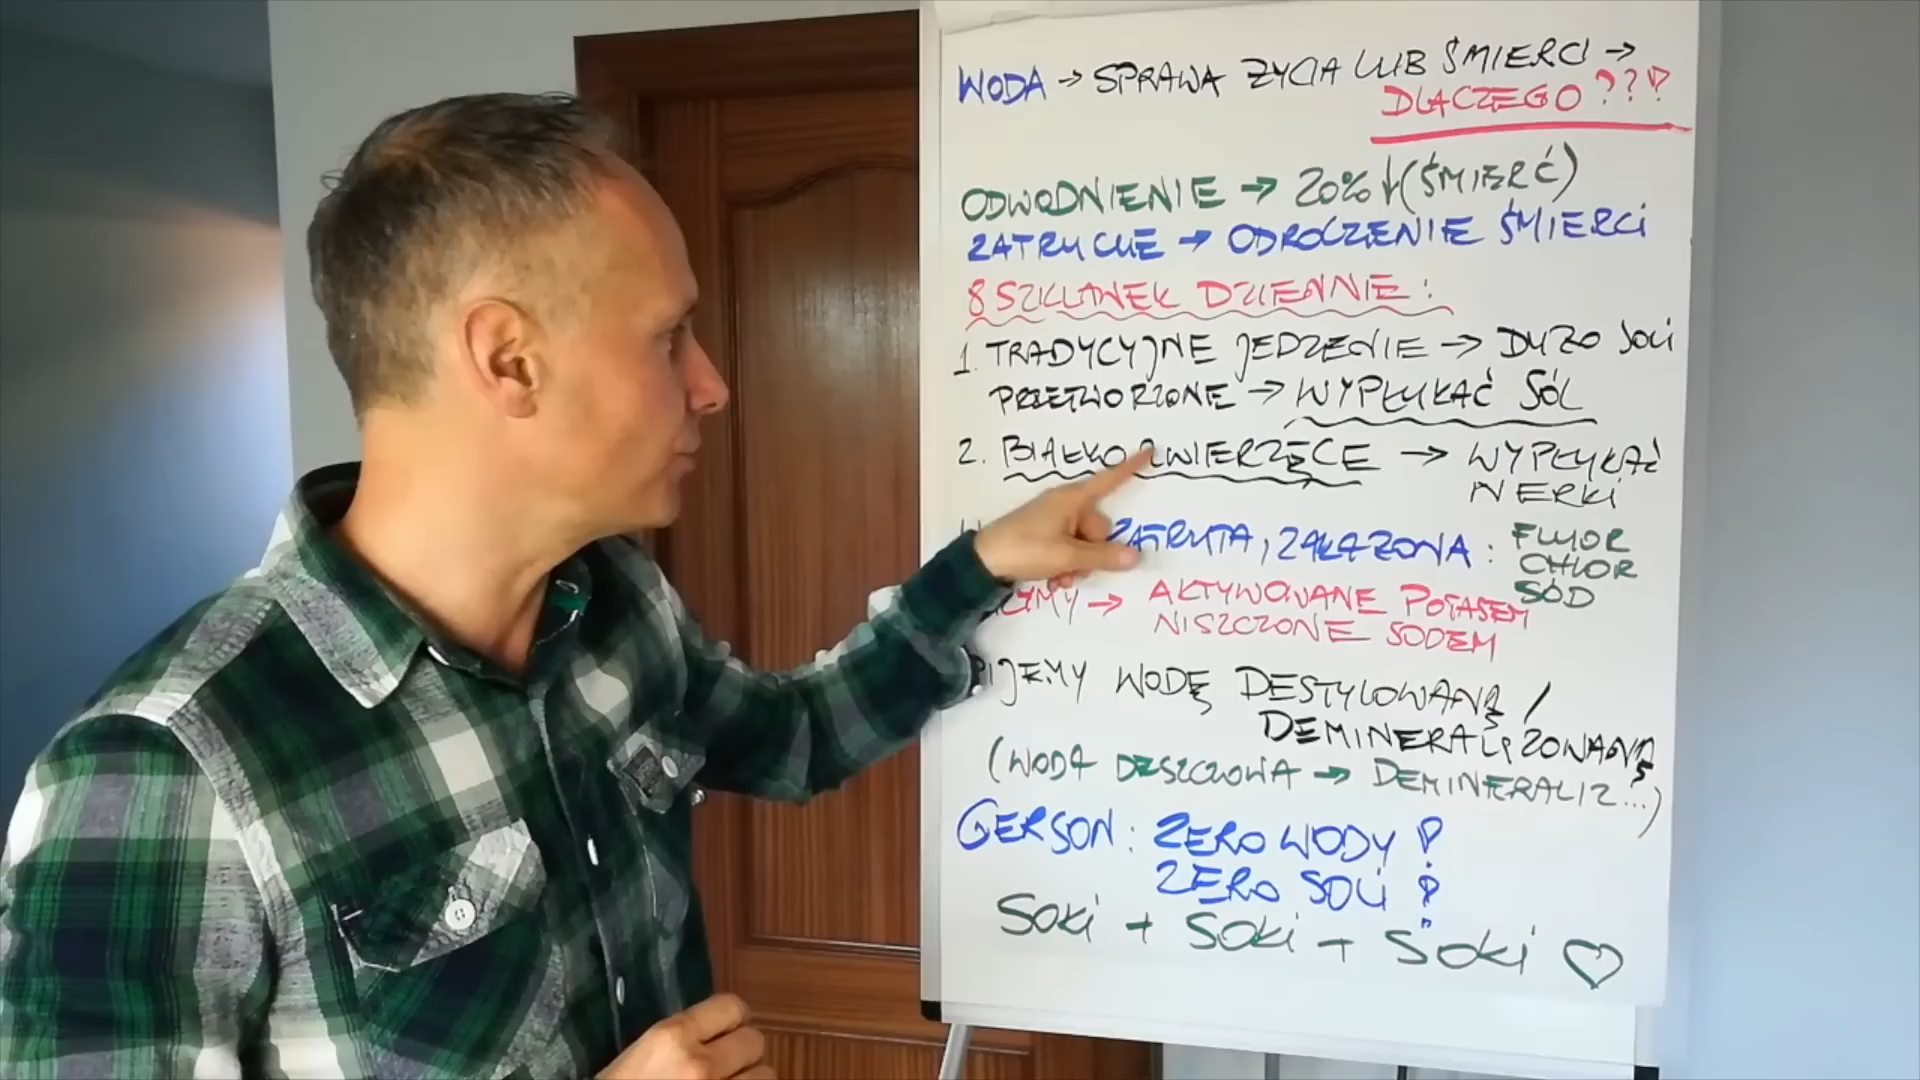 WODA → SPRAWA ŻYCIA LUB ŚMIERCI →
DLACZEGO???
ODWODNIENIE → 20% ↓ (ŚMIERĆ)
ZATRUCIE → ODROCZENIE ŚMIERCI
8 SZKLANEK DZIENNIE:
1. TRADYCYJNE JEDZENIE → DUŻO SOLI
PRZETWORZONE → WYPŁUKAĆ SÓL
2. BIAŁKO ZWIERZĘCE → WYPŁUKAĆ
NERKI
ZATRUTA, ZAKAŻONA: FLUOR
CHLOR
SÓD
→ AKTYWOWANE POTASEM
NISZCZONE SODEM
PIJEMY WODĘ DESTYLOWANĄ /
DEMINERALIZOWANĄ
(WODA DESZCZOWA → DEMINERALIZ...)
GERSON: ZERO WODY!
ZERO SOLI!
SOKI + SOKI + SOKI ♡